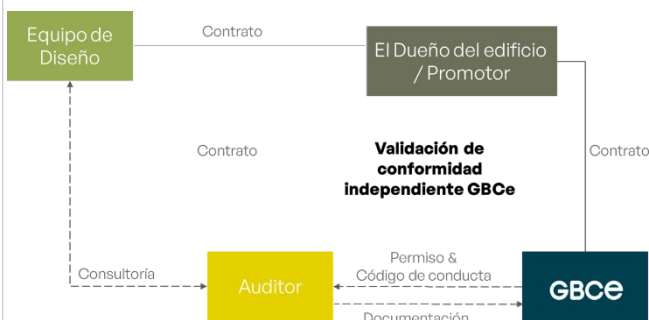 Equipo de
Diseño
Contrato
El Dueño del edificio
/ Promotor
Contrato
Validación de
conformidad
independiente GBCe
Contrato
Consultoría
Auditor
Permiso &
Código de conducta
GBCe
Documentación